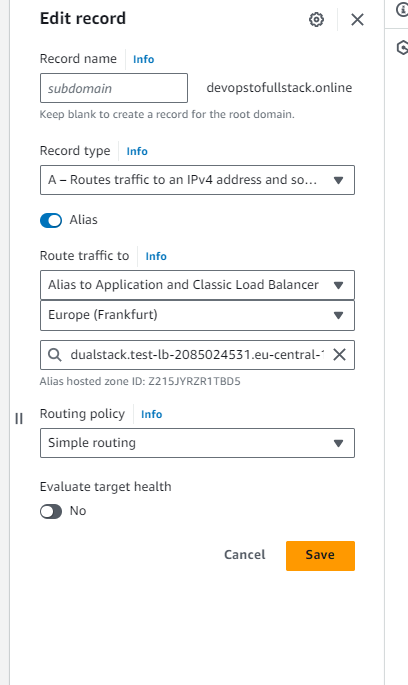 Edit record
Record name Info
subdomain devopstofullstack.online
Keep blank to create a record for the root domain.
Record type Info
A – Routes traffic to an IPv4 address and so...
Alias
Route traffic to Info
Alias to Application and Classic Load Balancer
Europe (Frankfurt)
dualstack.test-lb-2085024531.eu-central-1
Alias hosted zone ID: Z215JYRZR1TBD5
Routing policy Info
Simple routing
Evaluate target health
No
Cancel Save